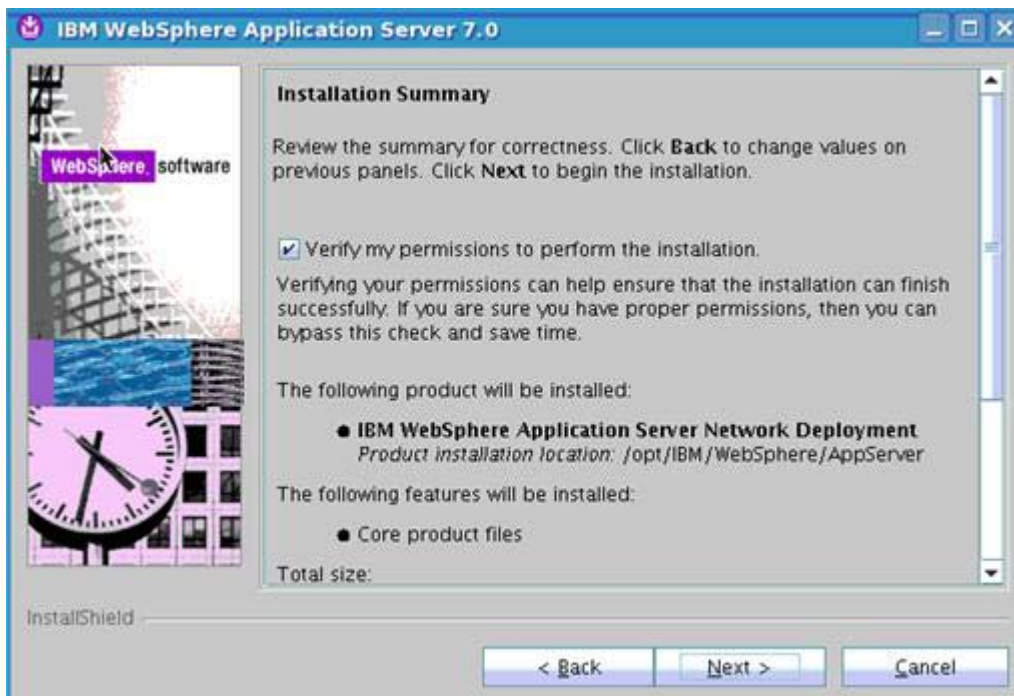 IBM WebSphere Application Server 7.0
WebSphere. software
Installation Summary
Review the summary for correctness. Click Back to change values on
previous panels. Click Next to begin the installation.
Verify my permissions to perform the installation.
Verifying your permissions can help ensure that the installation can finish
successfully. If you are sure you have proper permissions, then you can
bypass this check and save time.
The following product will be installed:
● IBM WebSphere Application Server Network Deployment
Product installation location: /opt/IBM/WebSphere/AppServer
The following features will be installed:
● Core product files
Total size:
InstallShield
< Back Next > Cancel